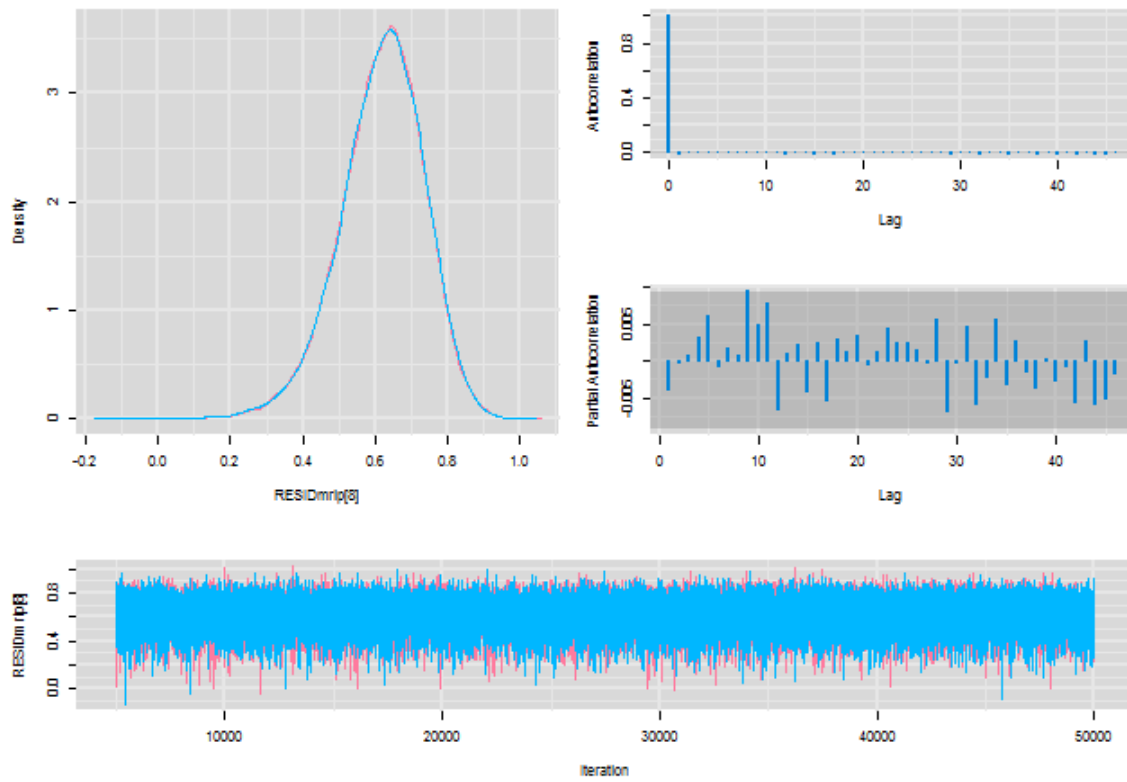 Density
0 1 2 3
-0.2 0.0 0.2 0.4 0.6 0.8 1.0
RESIDmrip[8]
Autocorrelation
0.0 0.4 0.8
0 10 20 30 40
Lag
Partial Autocorrelation
-0.005 0.005
0 10 20 30 40
Lag
RESIDmrip[8]
0.0 0.4 0.8
10000 20000 30000 40000 50000
Iteration